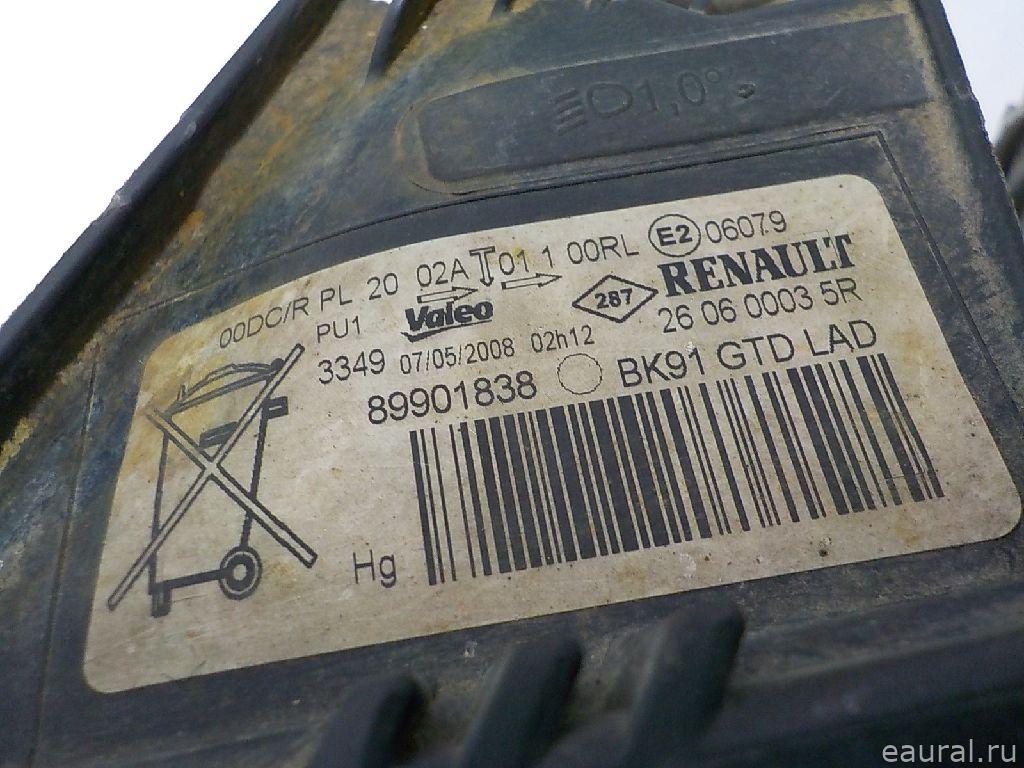 1,0°
00DC/R PL 20 02A 01 1 00RL E2 06079
PU1 Valeo 287 RENAULT
3349 07/05/2008 02h12 26 06 0003 5R
89901838 BK91 GTD LAD
Hg
eaural.ru